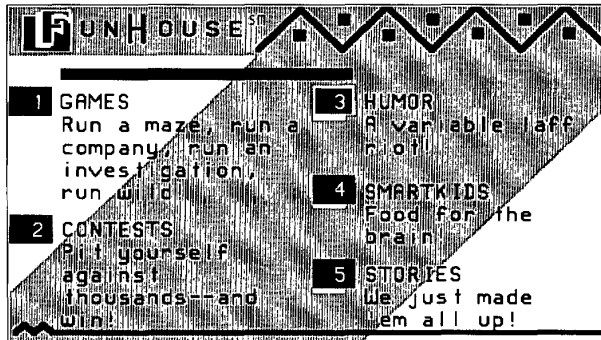 FUNHOUSE℠
1 GAMES
Run a maze, run a
company, run an
investigation,
run wild
2 CONTESTS
Pit yourself
against
thousands--and
win!
3 HUMOR
A variable laff
riot!
4 SMARTKIDS
Food for the
brain
5 STORIES
We just made
'em all up!